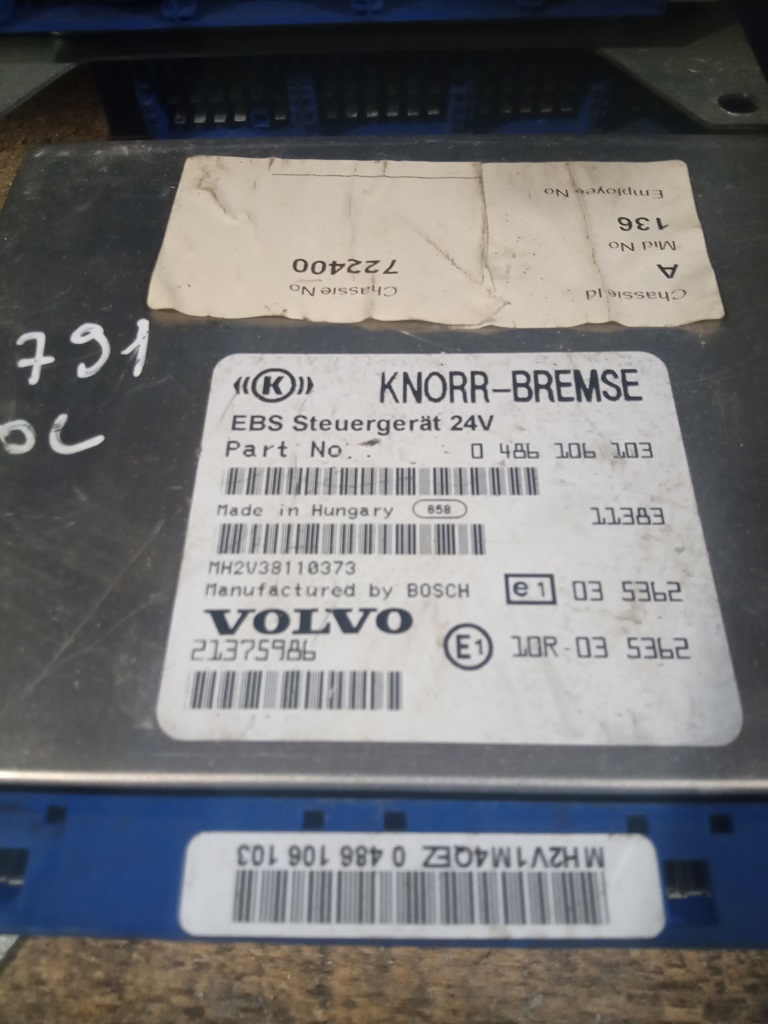 Employee No
136
Mid No
722400
A
Chassie No
Chassie Id
791
((K)) KNORR-BREMSE
EBS Steuergerät 24V
Part No.: 0 486 106 103
Made in Hungary 658
11383
MH2V38110373
Manufactured by BOSCH e1 03 5362
VOLVO
21375986
E1 10R-03 5362
MH2V1M4QEZ 0 486 106 103